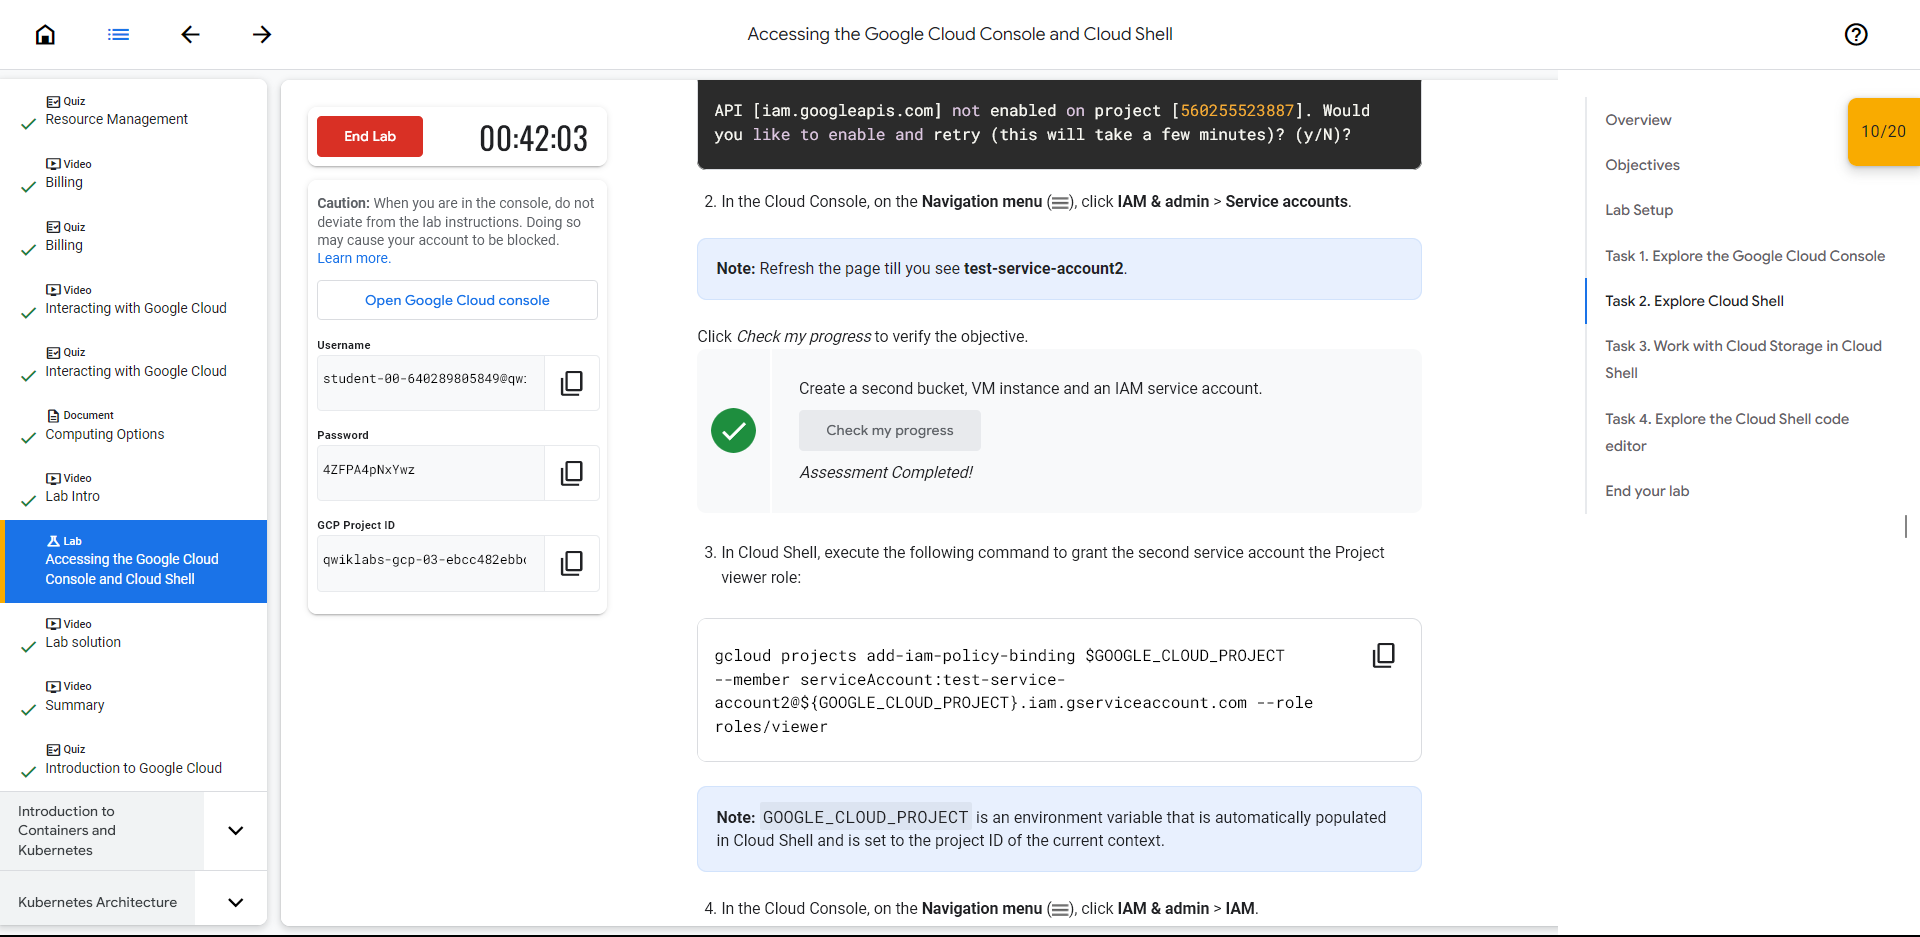 Accessing the Google Cloud Console and Cloud Shell
Quiz
Resource Management
Video
Billing
Quiz
Billing
Video
Interacting with Google Cloud
Quiz
Interacting with Google Cloud
Document
Computing Options
Video
Lab Intro
Lab
Accessing the Google Cloud
Console and Cloud Shell
Video
Lab solution
Video
Summary
Quiz
Introduction to Google Cloud
Introduction to
Containers and
Kubernetes
Kubernetes Architecture
End Lab
00:42:03
Caution: When you are in the console, do not
deviate from the lab instructions. Doing so
may cause your account to be blocked.
Learn more.
Open Google Cloud console
Username
student-00-640289805849@qwi
Password
4ZFPA4pNxYwz
GCP Project ID
qwiklabs-gcp-03-ebcc482ebbc
API [iam.googleapis.com] not enabled on project [560255523887]. Would
you like to enable and retry (this will take a few minutes)? (y/N)?
2. In the Cloud Console, on the Navigation menu (), click IAM & admin > Service accounts.
Note: Refresh the page till you see test-service-account2.
Click Check my progress to verify the objective.
Create a second bucket, VM instance and an IAM service account.
Check my progress
Assessment Completed!
3. In Cloud Shell, execute the following command to grant the second service account the Project
viewer role:
gcloud projects add-iam-policy-binding $GOOGLE_CLOUD_PROJECT
--member serviceAccount:test-service-
account2@${GOOGLE_CLOUD_PROJECT}.iam.gserviceaccount.com --role
roles/viewer
Note: GOOGLE_CLOUD_PROJECT is an environment variable that is automatically populated
in Cloud Shell and is set to the project ID of the current context.
4. In the Cloud Console, on the Navigation menu (), click IAM & admin > IAM.
Overview
Objectives
Lab Setup
Task 1. Explore the Google Cloud Console
Task 2. Explore Cloud Shell
Task 3. Work with Cloud Storage in Cloud
Shell
Task 4. Explore the Cloud Shell code
editor
End your lab
10/20